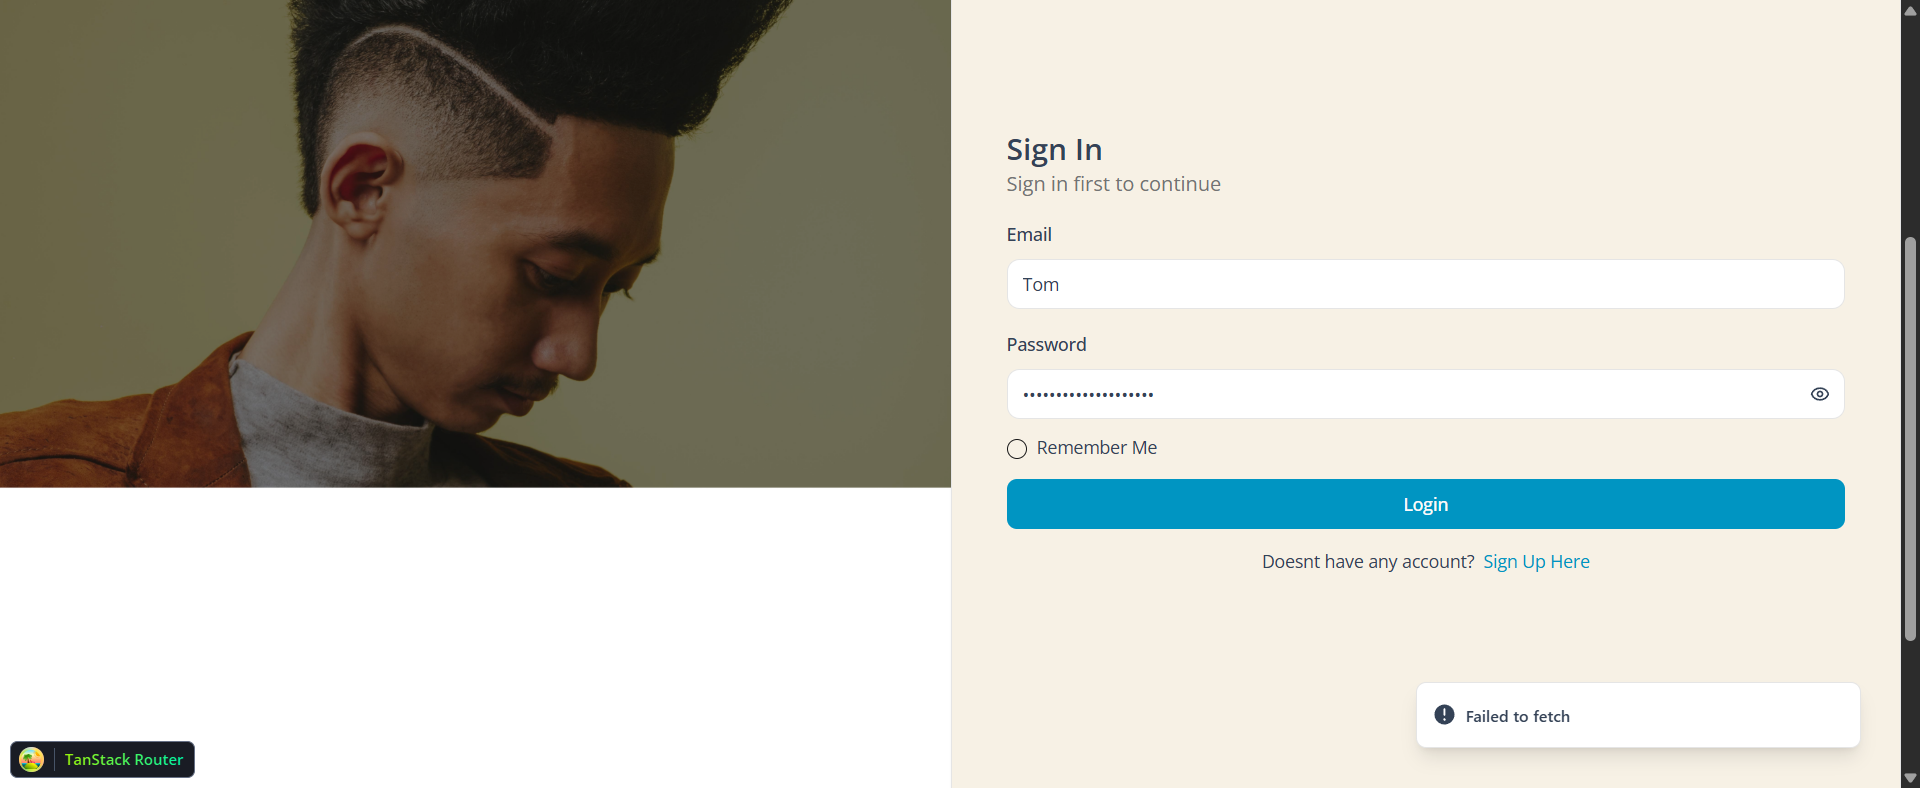 Sign In
Sign in first to continue
Email
Tom
Password
•••••••••••••••••••
Remember Me
Login
Doesnt have any account? Sign Up Here
Failed to fetch
TanStack Router